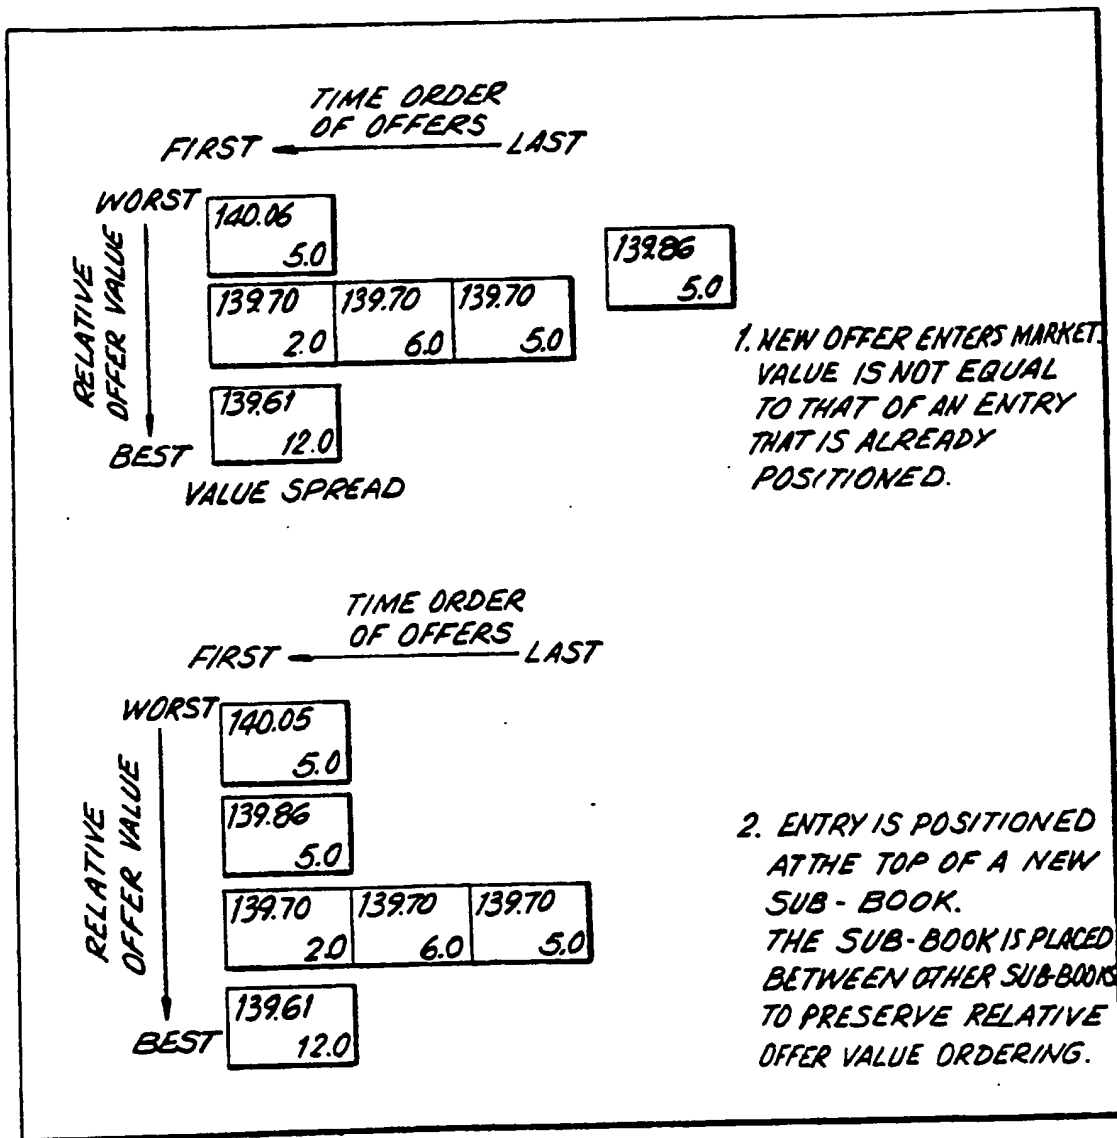 TIME ORDER
OF OFFERS
FIRST LAST
WORST
RELATIVE
OFFER VALUE
BEST
140.06
5.0
139.70 139.70 139.70
2.0 6.0 5.0
139.61
12.0
VALUE SPREAD
139.86
5.0
1. NEW OFFER ENTERS MARKET.
VALUE IS NOT EQUAL
TO THAT OF AN ENTRY
THAT IS ALREADY
POSITIONED.
TIME ORDER
OF OFFERS
FIRST LAST
WORST
RELATIVE
OFFER VALUE
BEST
140.05
5.0
139.86
5.0
139.70 139.70 139.70
2.0 6.0 5.0
139.61
12.0
2. ENTRY IS POSITIONED
AT THE TOP OF A NEW
SUB-BOOK.
THE SUB-BOOK IS PLACED
BETWEEN OTHER SUB-BOOKS
TO PRESERVE RELATIVE
OFFER VALUE ORDERING.